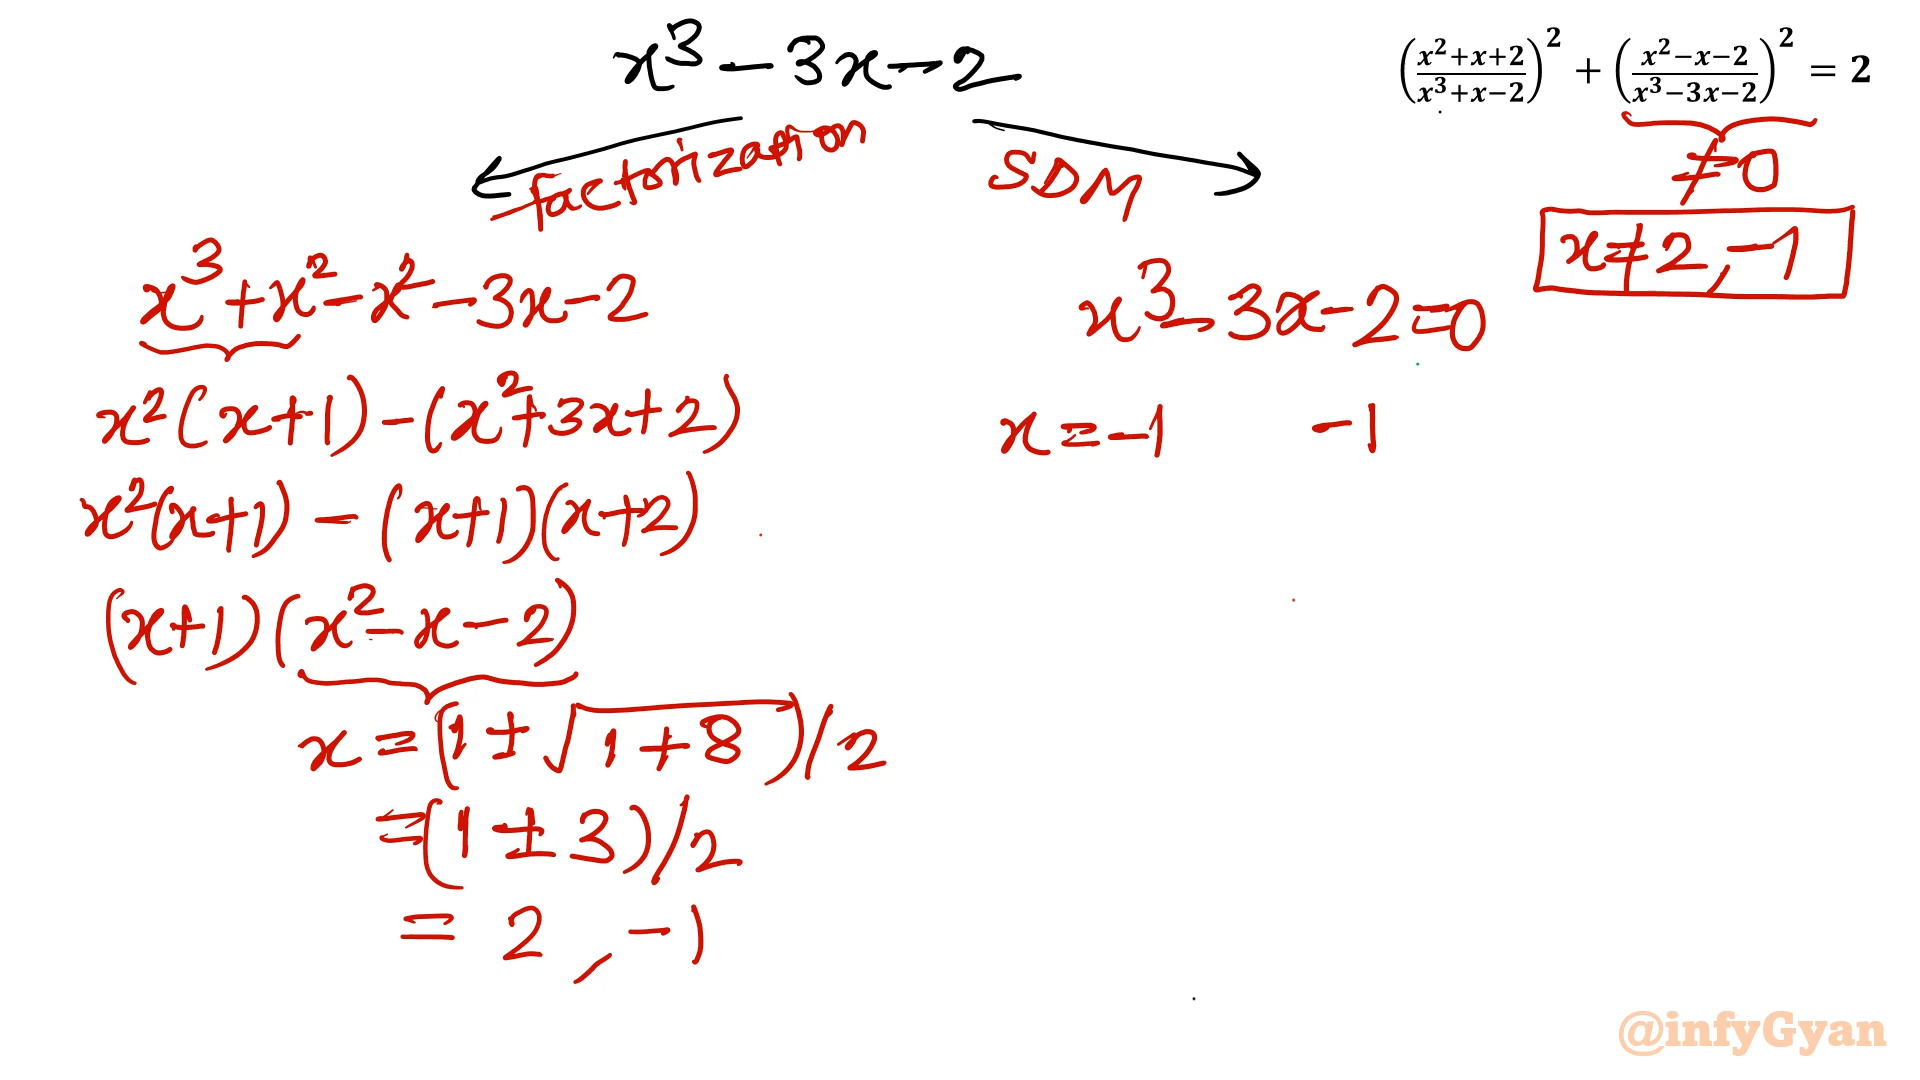 x³ − 3x − 2
(x²+x+2 / x³+x−2)² + (x²−x−2 / x³−3x−2)² = 2
factorization
SDM
≠0
x≠2, −1
x³ + x² − x² − 3x − 2
x²(x+1) − (x²+3x+2)
x²(x+1) − (x+1)(x+2)
(x+1)(x² − x − 2)
x = (1 ± √1+8)/2
= (1 ± 3)/2
= 2, −1
x³ − 3x − 2 = 0
x = −1 −1
@infyGyan